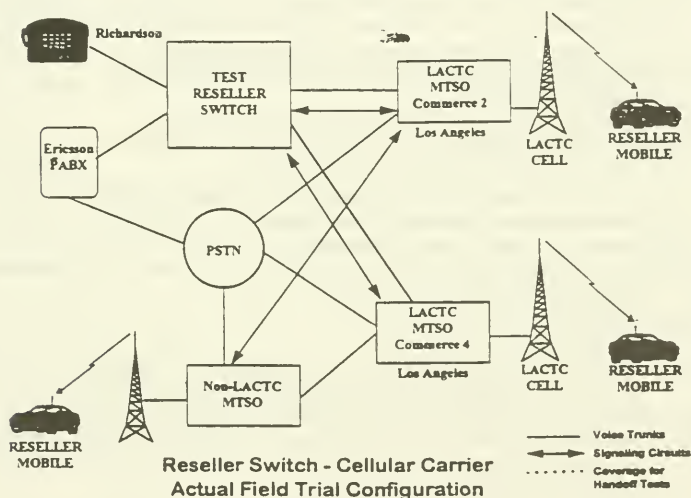 Richardson
TEST
RESELLER
SWITCH
LACTC
MTSO
Commerce 2
Los Angeles
LACTC
CELL
RESELLER
MOBILE
Ericsson
PABX
PSTN
LACTC
MTSO
Commerce 4
Los Angeles
LACTC
CELL
RESELLER
MOBILE
Non-LACTC
MTSO
RESELLER
MOBILE
Voice Trunks
Signaling Circuits
Coverage for
Handoff Tests
Reseller Switch - Cellular Carrier
Actual Field Trial Configuration